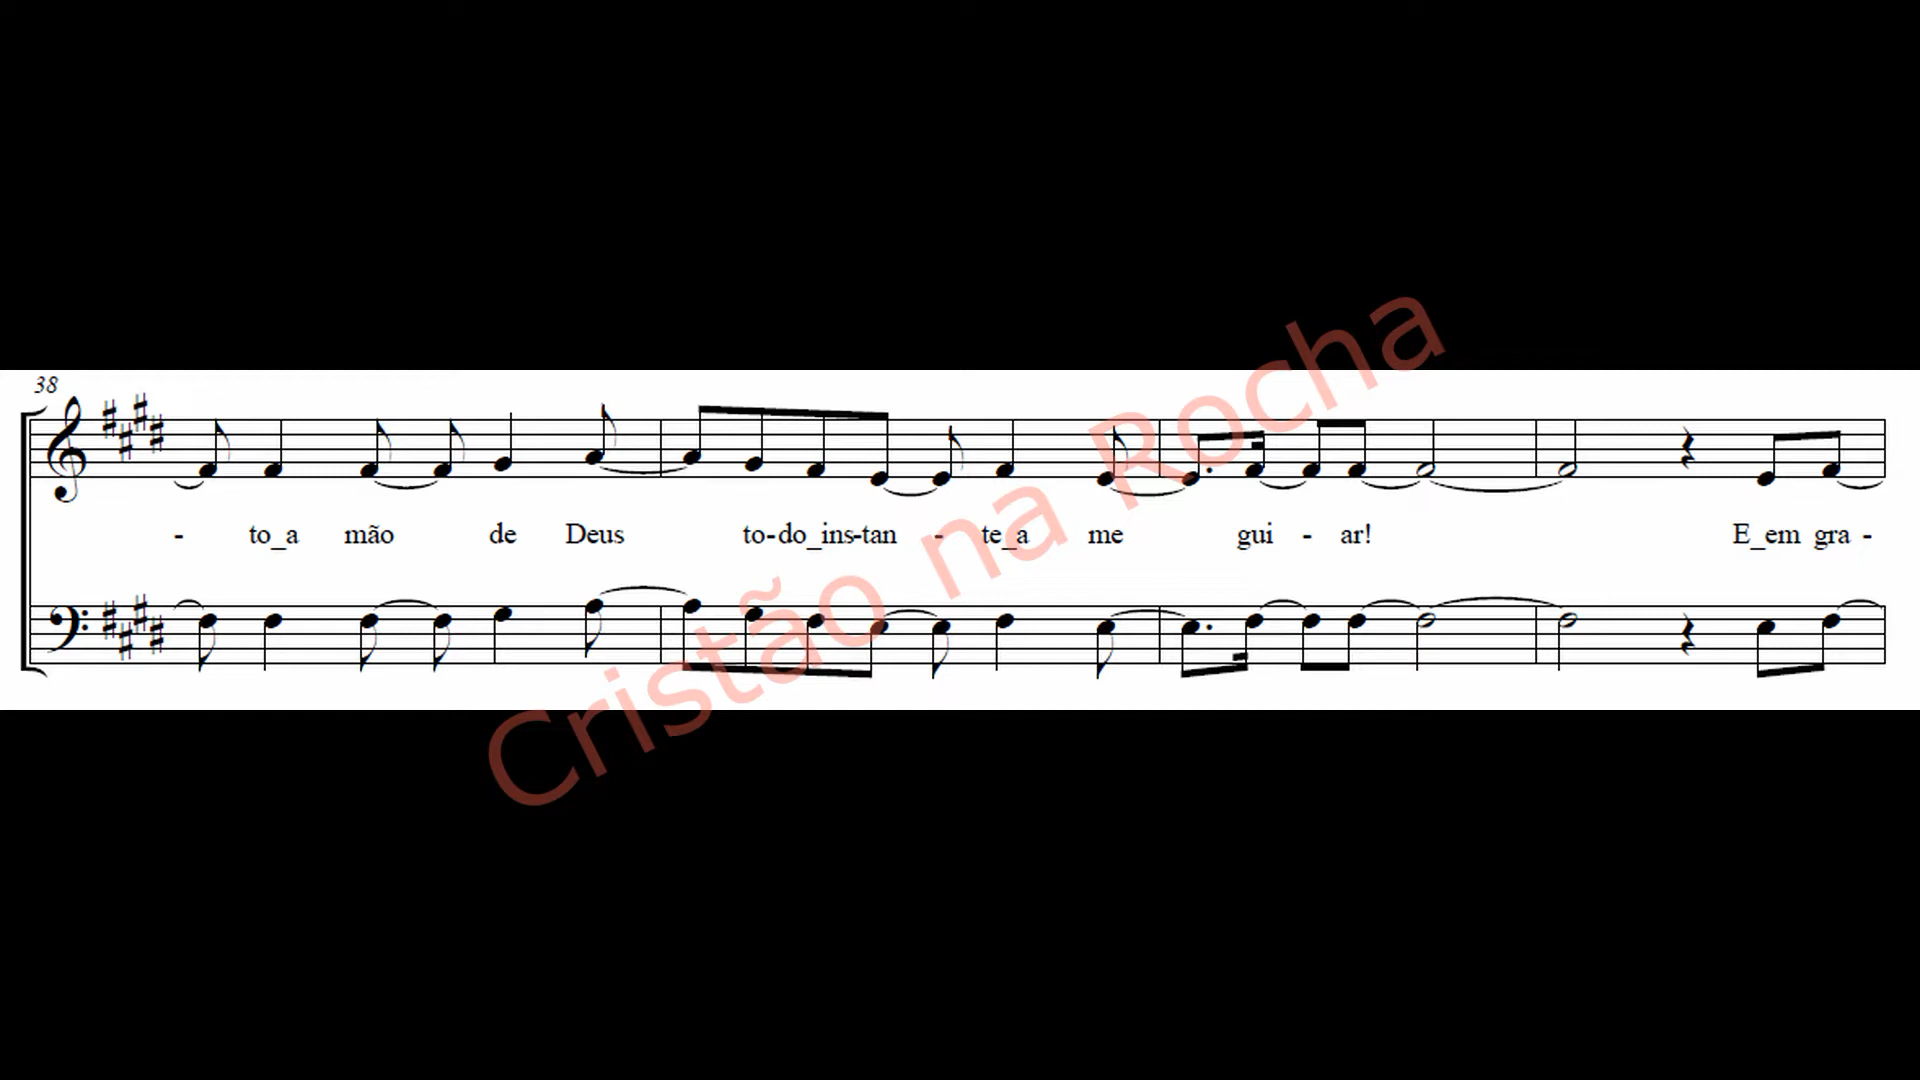 38
- to_a mão de Deus to-do_ins-tan - te_a me gui - ar! E_em gra -
Cristão na Rocha